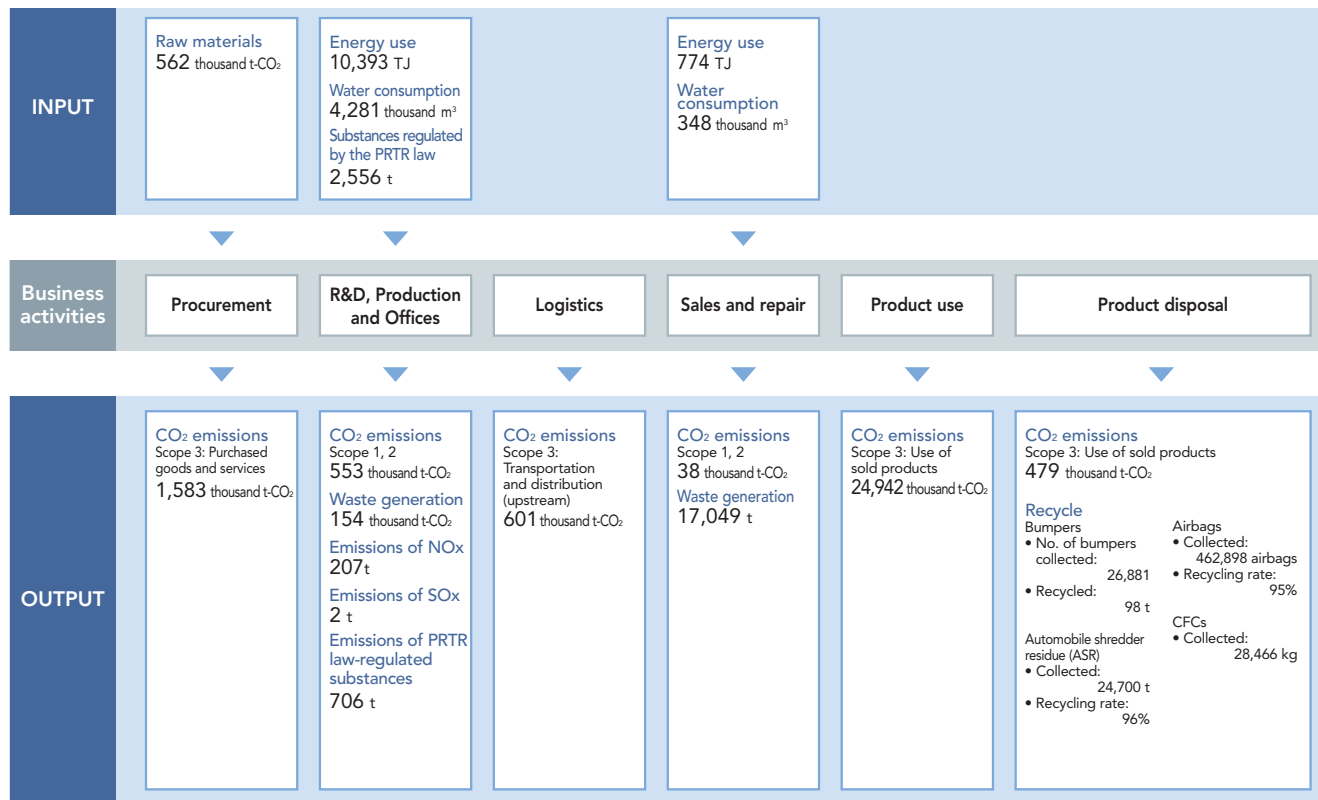 INPUT
Raw materials
562 thousand t-CO₂
Energy use
10,393 TJ
Water consumption
4,281 thousand m³
Substances regulated
by the PRTR law
2,556 t
Energy use
774 TJ
Water
consumption
348 thousand m³
Business
activities
Procurement
R&D, Production
and Offices
Logistics
Sales and repair
Product use
Product disposal
OUTPUT
CO₂ emissions
Scope 3: Purchased
goods and services
1,583 thousand t-CO₂
CO₂ emissions
Scope 1, 2
553 thousand t-CO₂
Waste generation
154 thousand t-CO₂
Emissions of NOx
207t
Emissions of SOx
2 t
Emissions of PRTR
law-regulated
substances
706 t
CO₂ emissions
Scope 3:
Transportation
and distribution
(upstream)
601 thousand t-CO₂
CO₂ emissions
Scope 1, 2
38 thousand t-CO₂
Waste generation
17,049 t
CO₂ emissions
Scope 3: Use of
sold products
24,942 thousand t-CO₂
CO₂ emissions
Scope 3: Use of sold products
479 thousand t-CO₂
Recycle
Bumpers
• No. of bumpers
collected:
26,881
• Recycled:
98 t
Automobile shredder
residue (ASR)
• Collected:
24,700 t
• Recycling rate:
96%
Airbags
• Collected:
462,898 airbags
• Recycling rate:
95%
CFCs
• Collected:
28,466 kg